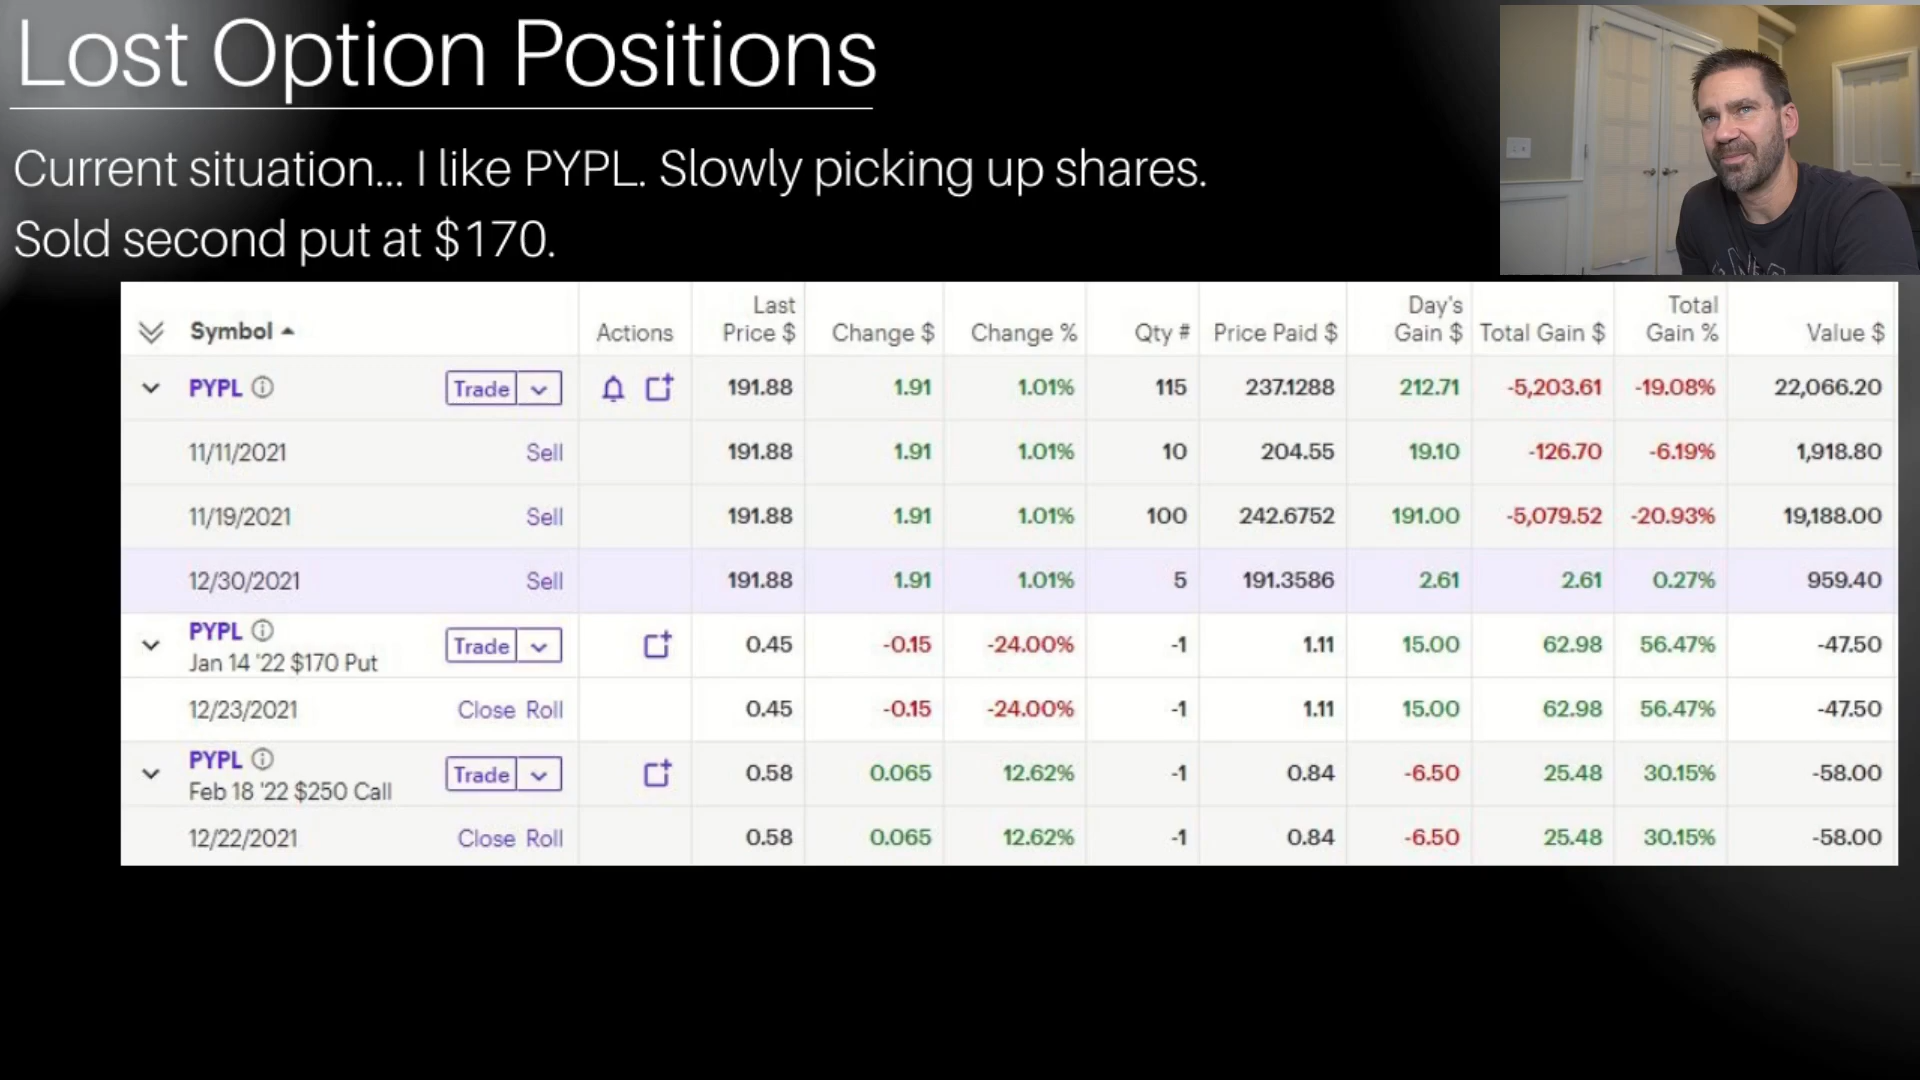 Lost Option Positions
Current situation... I like PYPL. Slowly picking up shares.
Sold second put at $170.
Symbol Actions Last Price $ Change $ Change % Qty # Price Paid $ Day's Gain $ Total Gain $ Total Gain % Value $
PYPL Trade 191.88 1.91 1.01% 115 237.1288 212.71 -5,203.61 -19.08% 22,066.20
11/11/2021 Sell 191.88 1.91 1.01% 10 204.55 19.10 -126.70 -6.19% 1,918.80
11/19/2021 Sell 191.88 1.91 1.01% 100 242.6752 191.00 -5,079.52 -20.93% 19,188.00
12/30/2021 Sell 191.88 1.91 1.01% 5 191.3586 2.61 2.61 0.27% 959.40
PYPL Trade 0.45 -0.15 -24.00% -1 1.11 15.00 62.98 56.47% -47.50
Jan 14 '22 $170 Put
12/23/2021 Close Roll 0.45 -0.15 -24.00% -1 1.11 15.00 62.98 56.47% -47.50
PYPL Trade 0.58 0.065 12.62% -1 0.84 -6.50 25.48 30.15% -58.00
Feb 18 '22 $250 Call
12/22/2021 Close Roll 0.58 0.065 12.62% -1 0.84 -6.50 25.48 30.15% -58.00